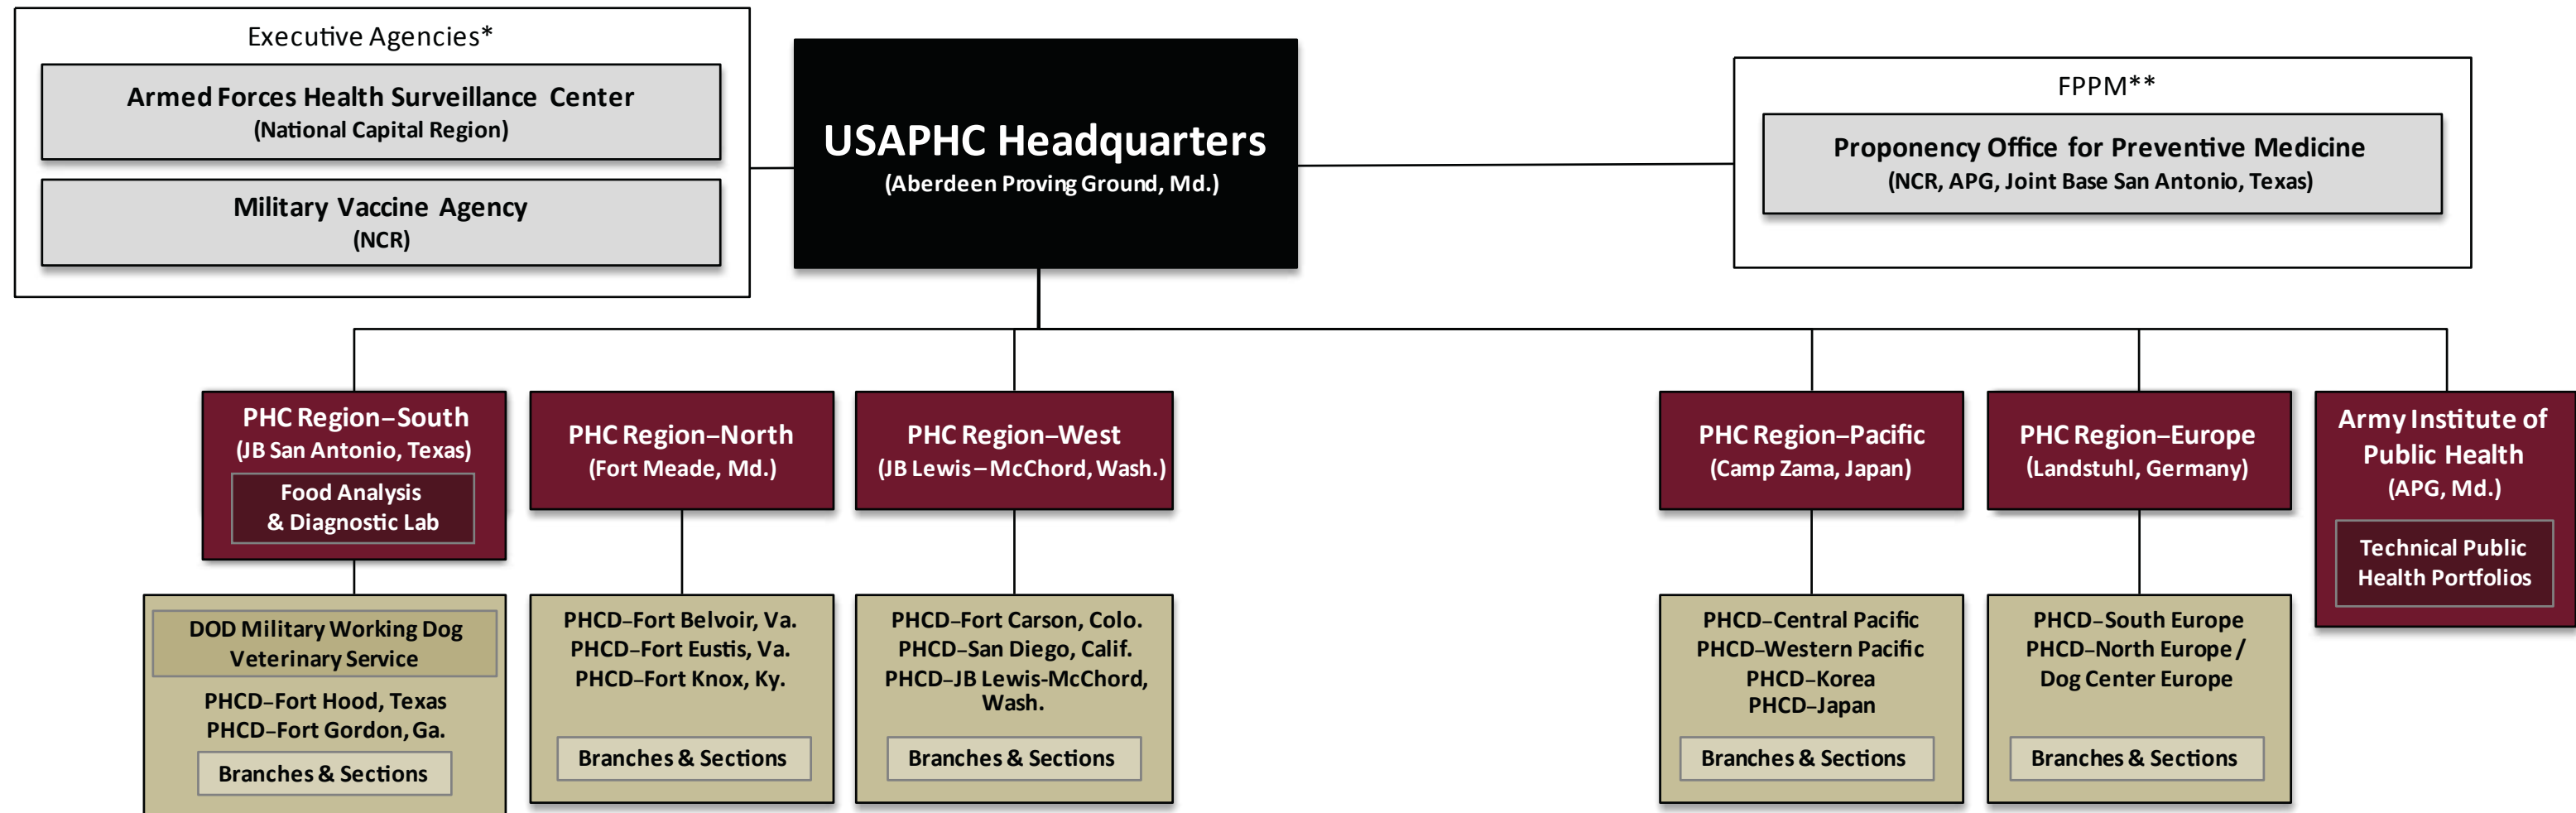 Executive Agencies*
Armed Forces Health Surveillance Center
(National Capital Region)
Military Vaccine Agency
(NCR)
USAPHC Headquarters
(Aberdeen Proving Ground, Md.)
FPPM**
Proponency Office for Preventive Medicine
(NCR, APG, Joint Base San Antonio, Texas)
PHC Region–South
(JB San Antonio, Texas)
Food Analysis
& Diagnostic Lab
PHC Region–North
(Fort Meade, Md.)
PHC Region–West
(JB Lewis–McChord, Wash.)
PHC Region–Pacific
(Camp Zama, Japan)
PHC Region–Europe
(Landstuhl, Germany)
Army Institute of
Public Health
(APG, Md.)
Technical Public
Health Portfolios
DOD Military Working Dog
Veterinary Service
PHCD–Fort Hood, Texas
PHCD–Fort Gordon, Ga.
Branches & Sections
PHCD–Fort Belvoir, Va.
PHCD–Fort Eustis, Va.
PHCD–Fort Knox, Ky.
Branches & Sections
PHCD–Fort Carson, Colo.
PHCD–San Diego, Calif.
PHCD–JB Lewis-McChord,
Wash.
Branches & Sections
PHCD–Central Pacific
PHCD–Western Pacific
PHCD–Korea
PHCD–Japan
Branches & Sections
PHCD–South Europe
PHCD–North Europe /
Dog Center Europe
Branches & Sections